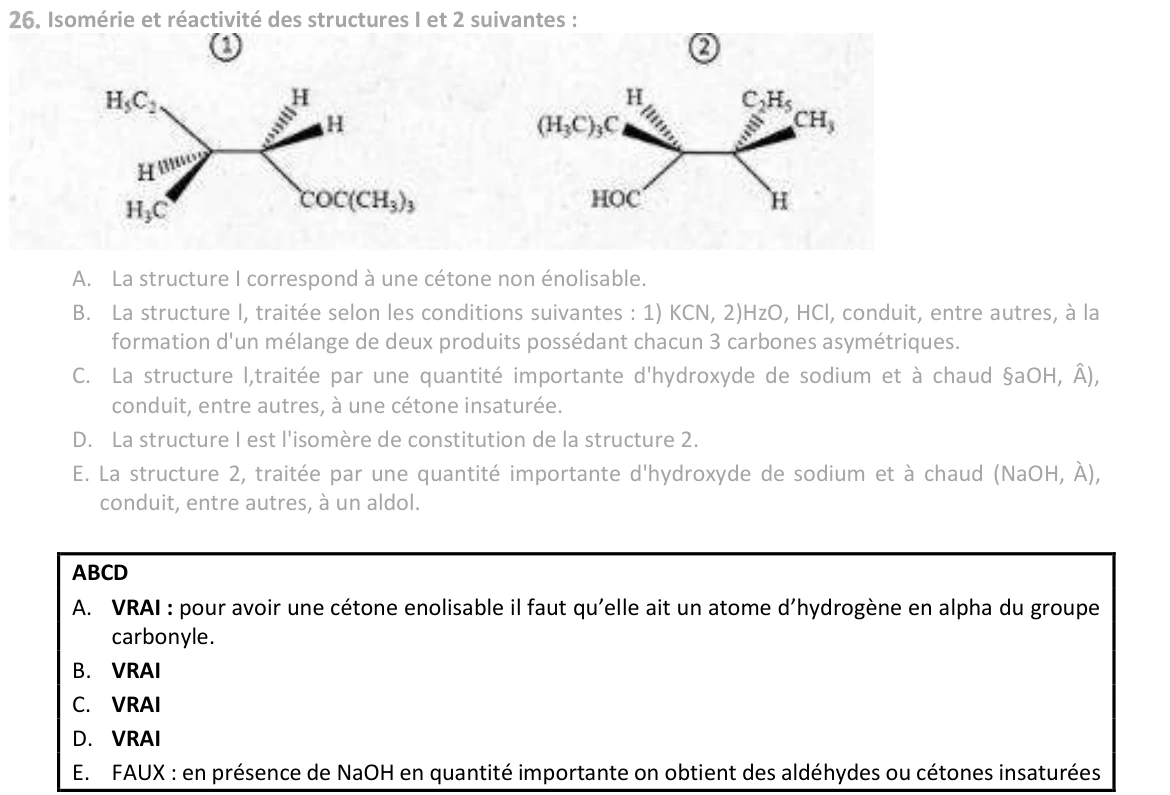 26. Isomérie et réactivité des structures I et 2 suivantes :
1 2
H₅C₂ H H H C₂H₅
H (H₃C)₃C CH₃
H₃C COC(CH₃)₃ HOC H
A. La structure I correspond à une cétone non énolisable.
B. La structure l, traitée selon les conditions suivantes : 1) KCN, 2)HzO, HCl, conduit, entre autres, à la
formation d'un mélange de deux produits possédant chacun 3 carbones asymétriques.
C. La structure l,traitée par une quantité importante d'hydroxyde de sodium et à chaud §aOH, Â),
conduit, entre autres, à une cétone insaturée.
D. La structure I est l'isomère de constitution de la structure 2.
E. La structure 2, traitée par une quantité importante d'hydroxyde de sodium et à chaud (NaOH, À),
conduit, entre autres, à un aldol.
ABCD
A. VRAI : pour avoir une cétone enolisable il faut qu’elle ait un atome d’hydrogène en alpha du groupe
carbonyle.
B. VRAI
C. VRAI
D. VRAI
E. FAUX : en présence de NaOH en quantité importante on obtient des aldéhydes ou cétones insaturées